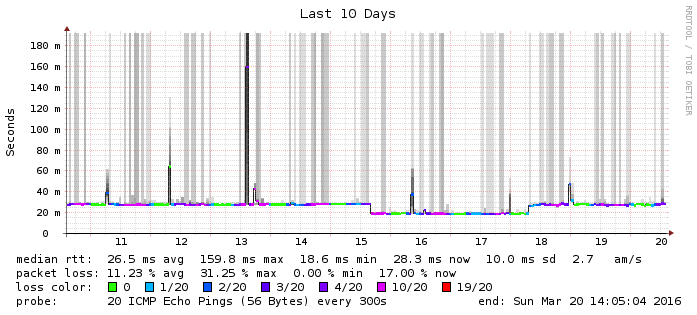 Last 10 Days
RRDTOOL / TOBI OETIKER
Seconds
180 m
160 m
140 m
120 m
100 m
80 m
60 m
40 m
20 m
0
11 12 13 14 15 16 17 18 19 20
median rtt: 26.5 ms avg 159.8 ms max 18.6 ms min 28.3 ms now 10.0 ms sd 2.7 am/s
packet loss: 11.23 % avg 31.25 % max 0.00 % min 17.00 % now
loss color: 0 1/20 2/20 3/20 4/20 10/20 19/20
probe: 20 ICMP Echo Pings (56 Bytes) every 300s end: Sun Mar 20 14:05:04 2016